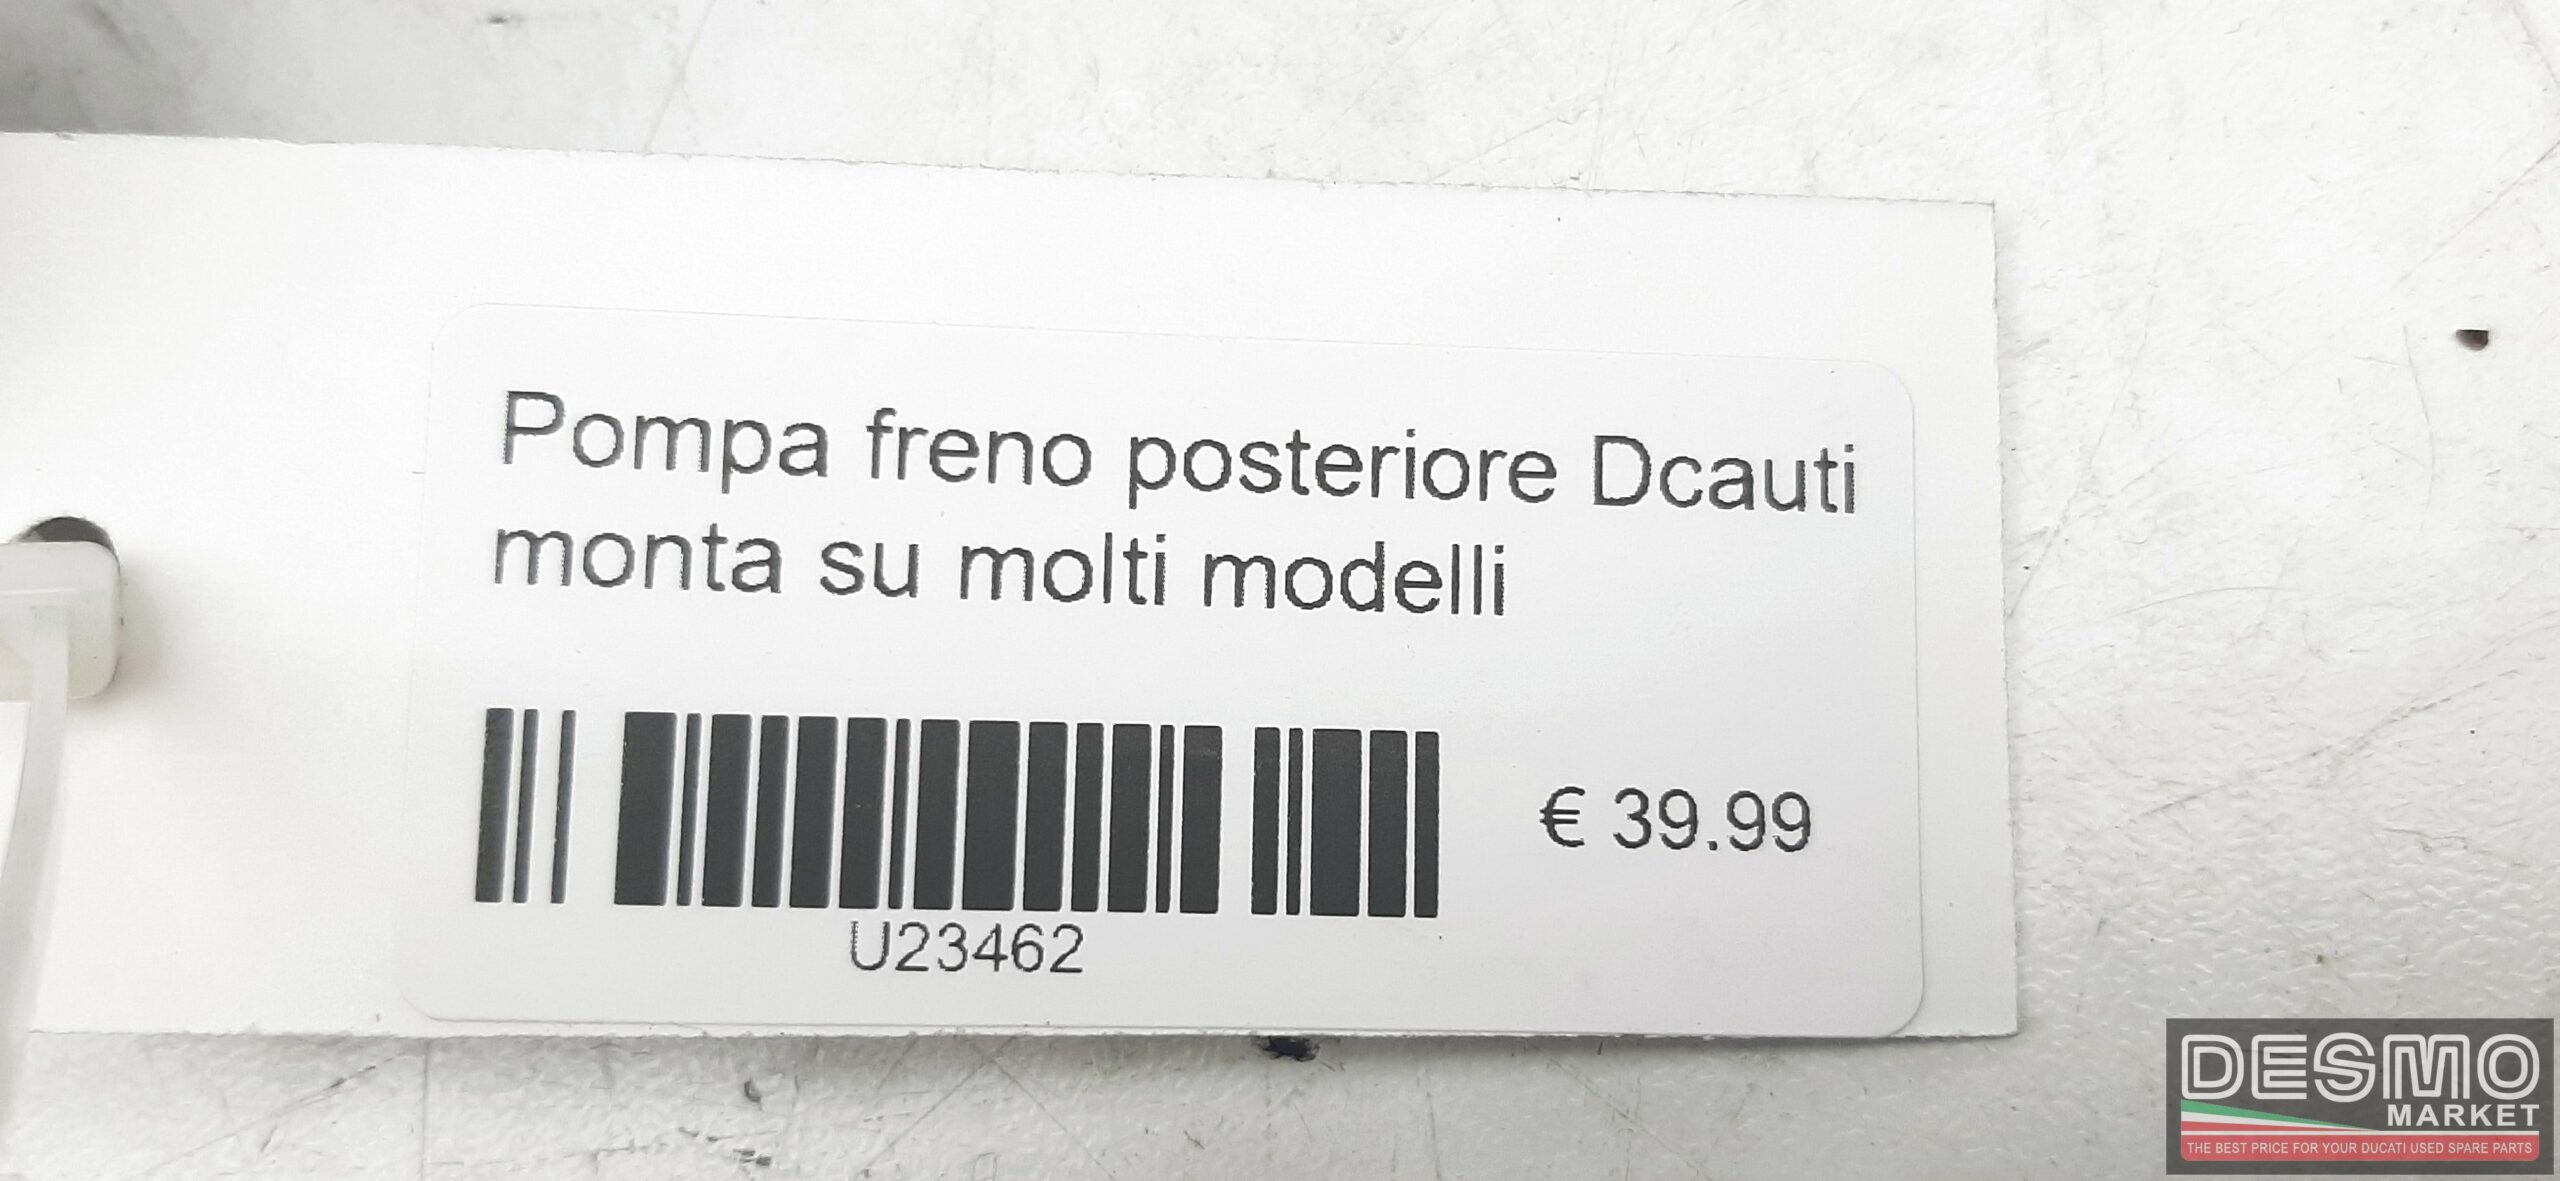 Pompa freno posteriore Dcauti
monta su molti modelli
€ 39.99
U23462
DESMO
MARKET
THE BEST PRICE FOR YOUR DUCATI USED SPARE PARTS